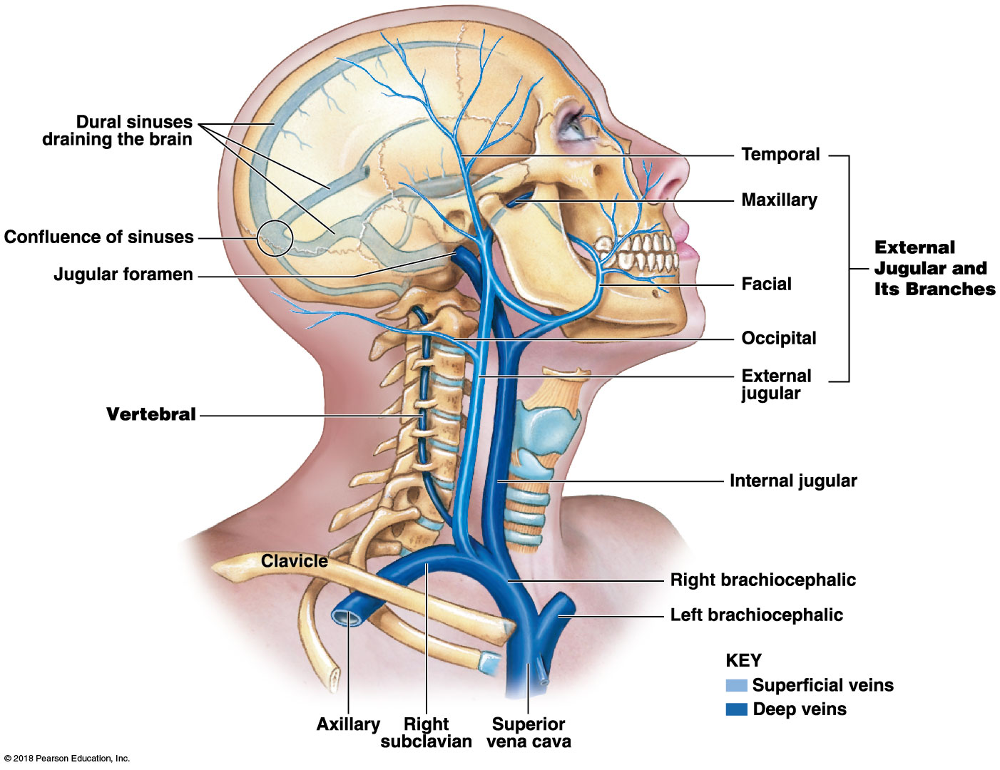 Dural sinuses
draining the brain
Confluence of sinuses
Jugular foramen
Vertebral
Clavicle
Temporal
Maxillary
Facial
Occipital
External
jugular
External
Jugular and
Its Branches
Internal jugular
Right brachiocephalic
Left brachiocephalic
KEY
Superficial veins
Deep veins
Axillary
Right
subclavian
Superior
vena cava
© 2018 Pearson Education, Inc.